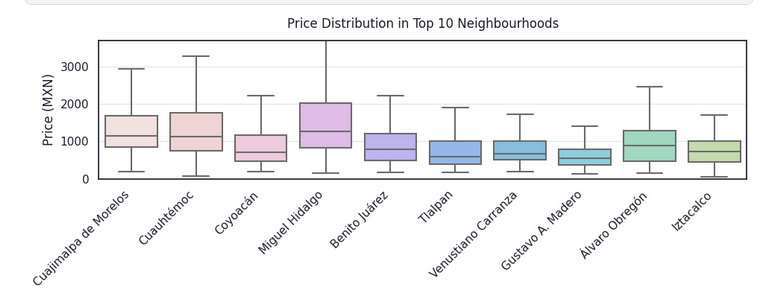 Price Distribution in Top 10 Neighbourhoods
Price (MXN)
3000
2000
1000
0
Cuajimalpa de Morelos
Cuauhtémoc
Coyoacán
Miguel Hidalgo
Benito Juárez
Tlalpan
Venustiano Carranza
Gustavo A. Madero
Álvaro Obregón
Iztacalco